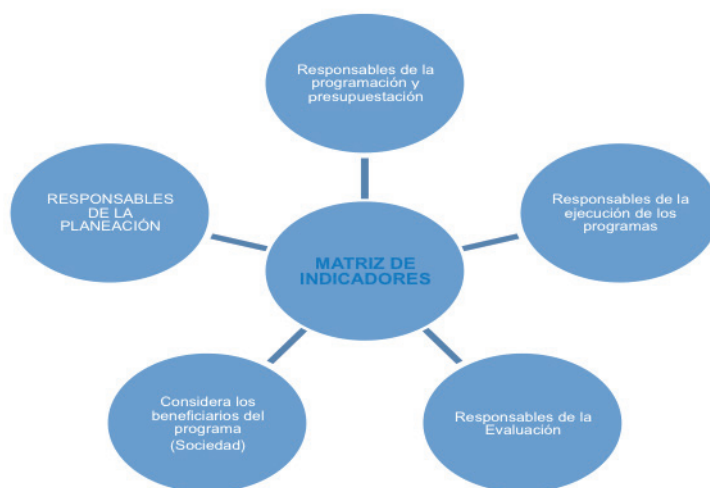 Responsables de la
programación y
presupuestación
RESPONSABLES
DE LA
PLANEACIÓN
Responsables de la
ejecución de los
programas
MATRIZ DE
INDICADORES
Considera los
beneficiarios del
programa
(Sociedad)
Responsables de la
Evaluación